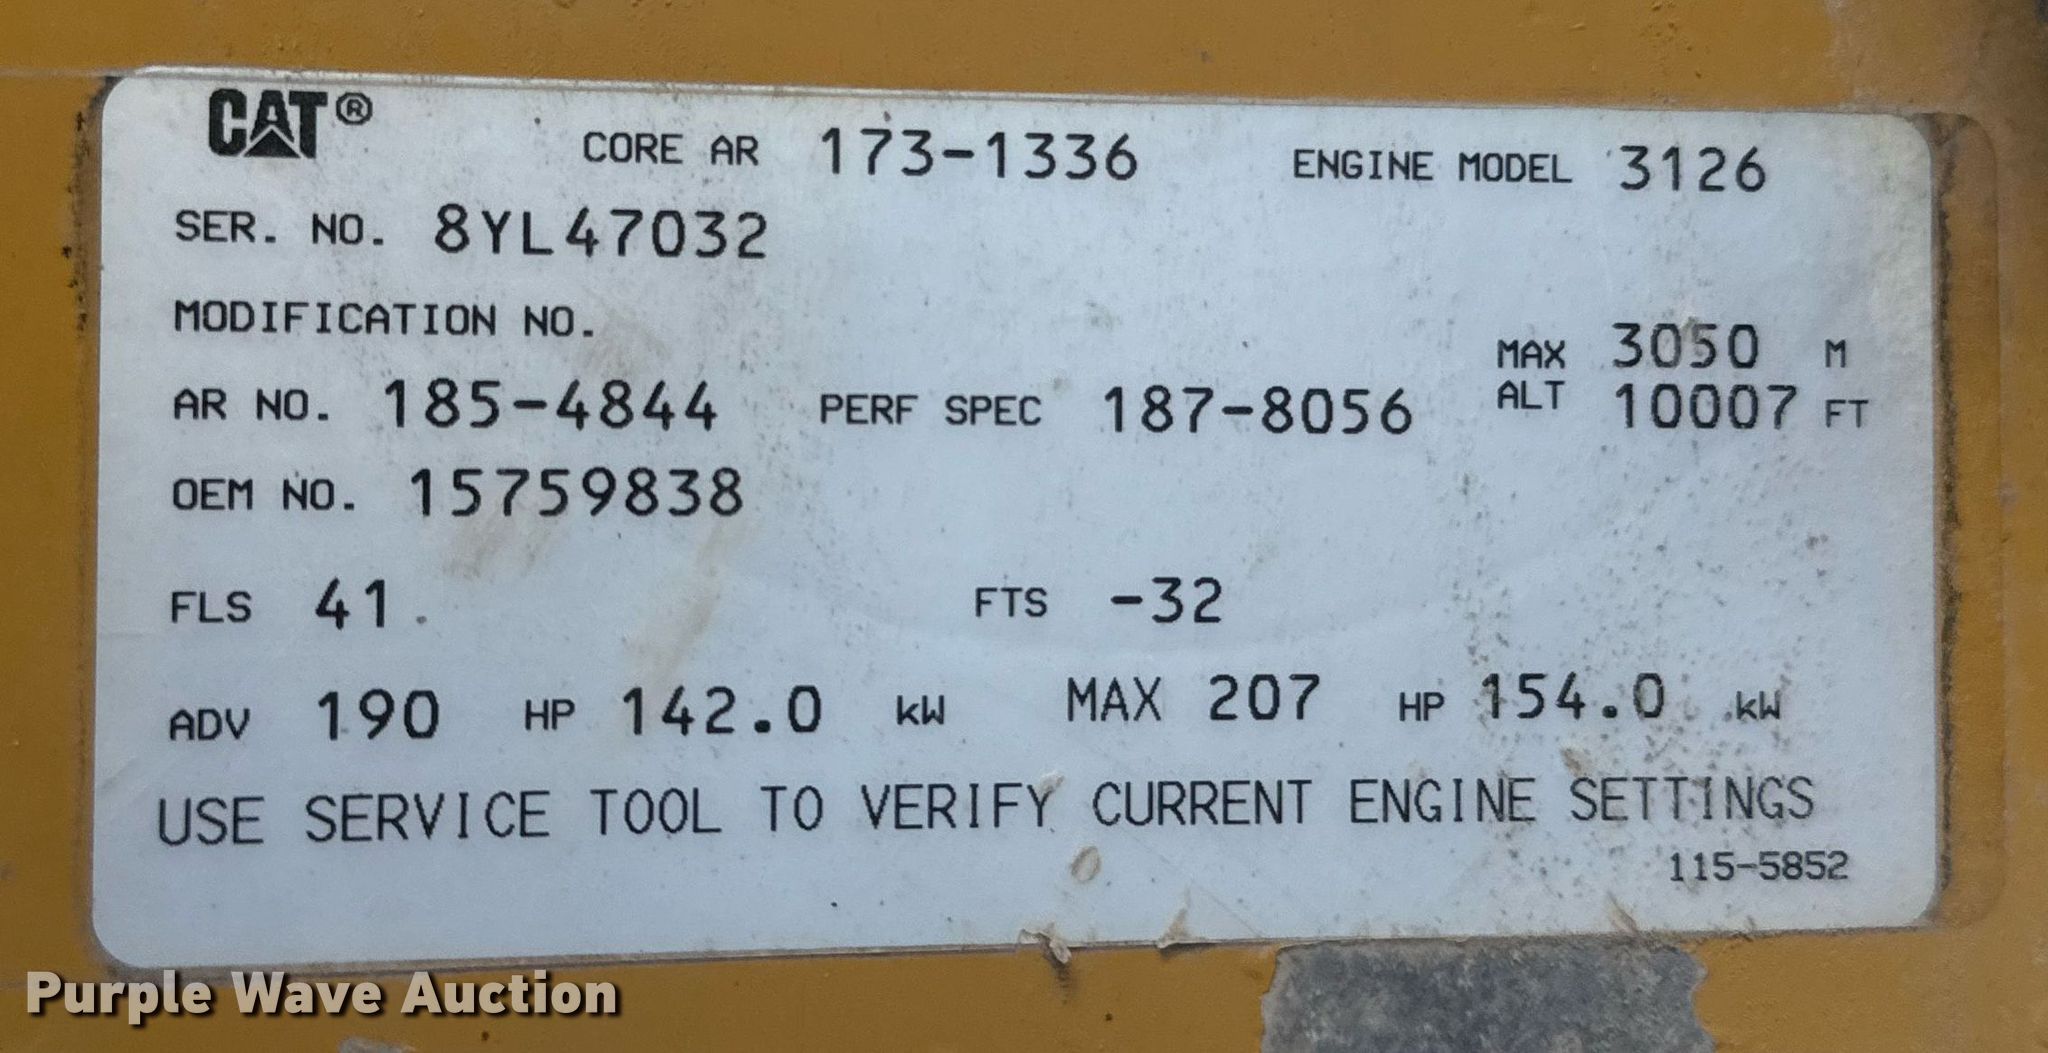 CAT® CORE AR 173-1336 ENGINE MODEL 3126
SER. NO. 8YL47032
MODIFICATION NO.
MAX 3050 M
AR NO. 185-4844 PERF SPEC 187-8056 ALT 10007 FT
OEM NO. 15759838
FLS 41 FTS -32
ADV 190 HP 142.0 kW MAX 207 HP 154.0 kW
USE SERVICE TOOL TO VERIFY CURRENT ENGINE SETTINGS
115-5852
Purple Wave Auction